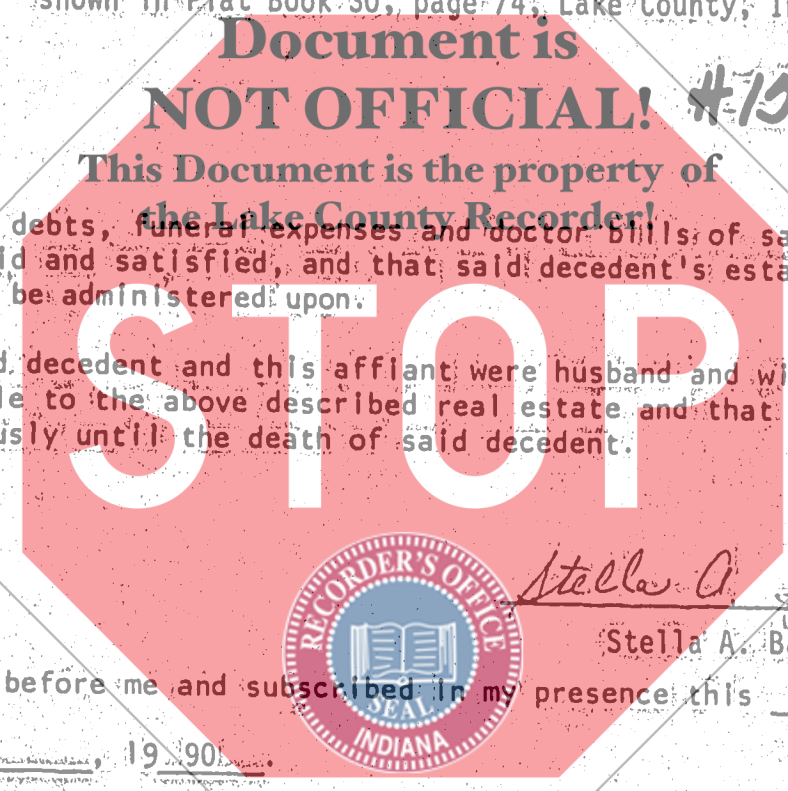 shown in Plat Book 50, page 74, Lake County, I
Document is
NOT OFFICIAL! #15
This Document is the property of
the Lake County Recorder!
debts, funeral expenses and doctor bills of sa
id and satisfied, and that said decedent's esta
be administered upon.
STOP
d decedent and this affiant were husband and wi
le to the above described real estate and that
usly until the death of said decedent.
RECORDER'S OFFICE
SEAL
INDIANA
Stella A.
Stella A. Ba
before me and subscribed in my presence this
, 19 90 .